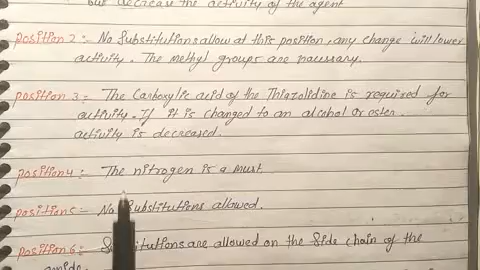 but decrease the activity of the agent
position 2:- No Substitutions allow at this position, any change will lower
activity. The methyl groups are nacessary.
position 3:- The Carboxylic acid of the Thiazolidine is required for
activity. If it is changed to an alcohol or ester.
activity is decreased.
position 4:- The nitrogen is a must
position 5:- No Substitutions allowed.
position 6:- are allowed on the Side chain of the
amide.